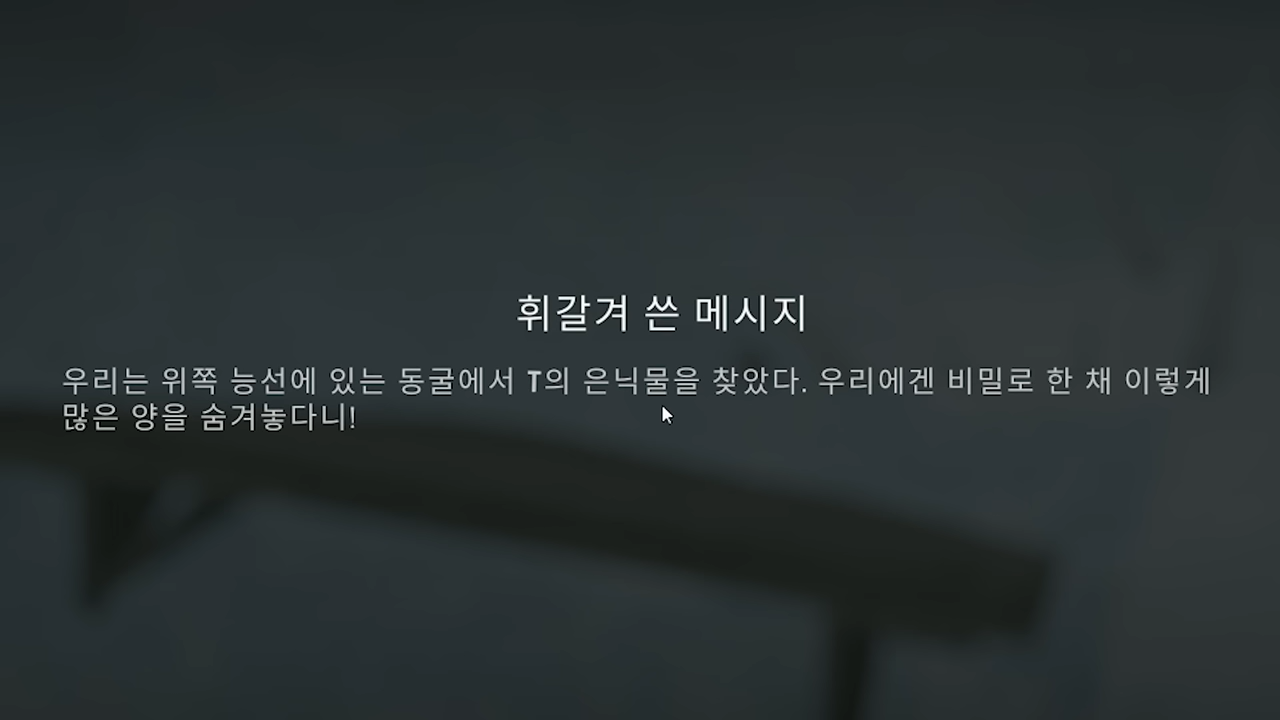 휘갈겨 쓴 메시지
우리는 위쪽 능선에 있는 동굴에서 T의 은닉물을 찾았다. 우리에겐 비밀로 한 채 이렇게
많은 양을 숨겨놓다니!